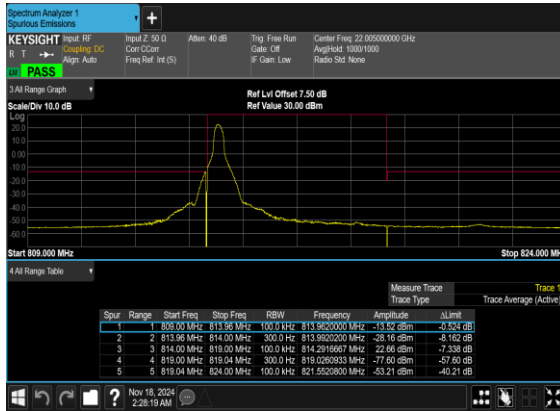 Spectrum Analyzer 1
Spurious Emissions
KEYSIGHT Input: RF Input Z: 50 Ω Atten: 40 dB Trig: Free Run Center Freq: 22.005000000 GHz
R T Coupling: DC Corr CCorr Gate: Off Avg|Hold: 1000/1000
Align: Auto Freq Ref: Int (S) IF Gain: Low Radio Std: None
PASS
3 All Range Graph
Ref Lvl Offset 7.50 dB
Scale/Div 10.0 dB Ref Value 30.00 dBm
Log
20.0
10.0
0.00
-10.0
-20.0
-30.0
-40.0
-50.0
-60.0
Start 809.000 MHz Stop 824.000 MH
4 All Range Table
Measure Trace Trace 1
Trace Type Trace Average (Active)
Spur Range Start Freq Stop Freq RBW Frequency Amplitude ΔLimit
1 1 809.00 MHz 813.96 MHz 100.0 kHz 813.9620000 MHz -13.52 dBm -0.524 dB
2 2 813.96 MHz 814.00 MHz 300.0 Hz 813.9920200 MHz -28.16 dBm -8.162 dB
3 3 814.00 MHz 819.00 MHz 100.0 kHz 814.2916667 MHz 22.66 dBm -7.338 dB
4 4 819.00 MHz 819.04 MHz 300.0 Hz 819.0260933 MHz -77.60 dBm -57.60 dB
5 5 819.04 MHz 824.00 MHz 100.0 kHz 821.5520800 MHz -53.21 dBm -40.21 dB
Nov 18, 2024
2:28:19 AM